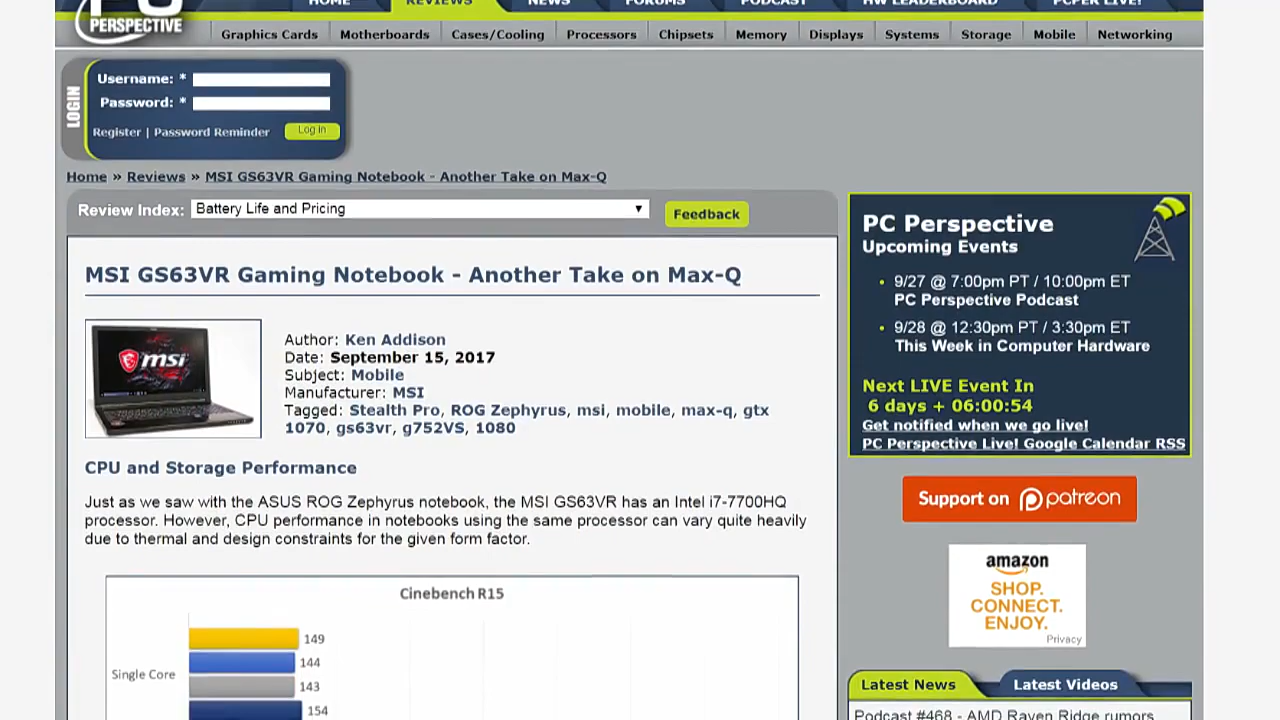 HOME REVIEWS NEWS FORUMS PODCAST HW LEADERBOARD PCPER LIVE!
PC
PERSPECTIVE
Graphics Cards Motherboards Cases/Cooling Processors Chipsets Memory Displays Systems Storage Mobile Networking
LOGIN
Username: *
Password: *
Register | Password Reminder Log in
Home » Reviews » MSI GS63VR Gaming Notebook - Another Take on Max-Q
Review Index: Battery Life and Pricing Feedback
MSI GS63VR Gaming Notebook - Another Take on Max-Q
msi
Author: Ken Addison
Date: September 15, 2017
Subject: Mobile
Manufacturer: MSI
Tagged: Stealth Pro, ROG Zephyrus, msi, mobile, max-q, gtx
1070, gs63vr, g752VS, 1080
CPU and Storage Performance
Just as we saw with the ASUS ROG Zephyrus notebook, the MSI GS63VR has an Intel i7-7700HQ
processor. However, CPU performance in notebooks using the same processor can vary quite heavily
due to thermal and design constraints for the given form factor.
Cinebench R15
Single Core
149
144
143
154
PC Perspective
Upcoming Events
• 9/27 @ 7:00pm PT / 10:00pm ET
PC Perspective Podcast
• 9/28 @ 12:30pm PT / 3:30pm ET
This Week in Computer Hardware
Next LIVE Event In
6 days + 06:00:54
Get notified when we go live!
PC Perspective Live! Google Calendar RSS
Support on patreon
amazon
SHOP.
CONNECT.
ENJOY.
Privacy
Latest News Latest Videos
Podcast #468 - AMD Raven Ridge rumors